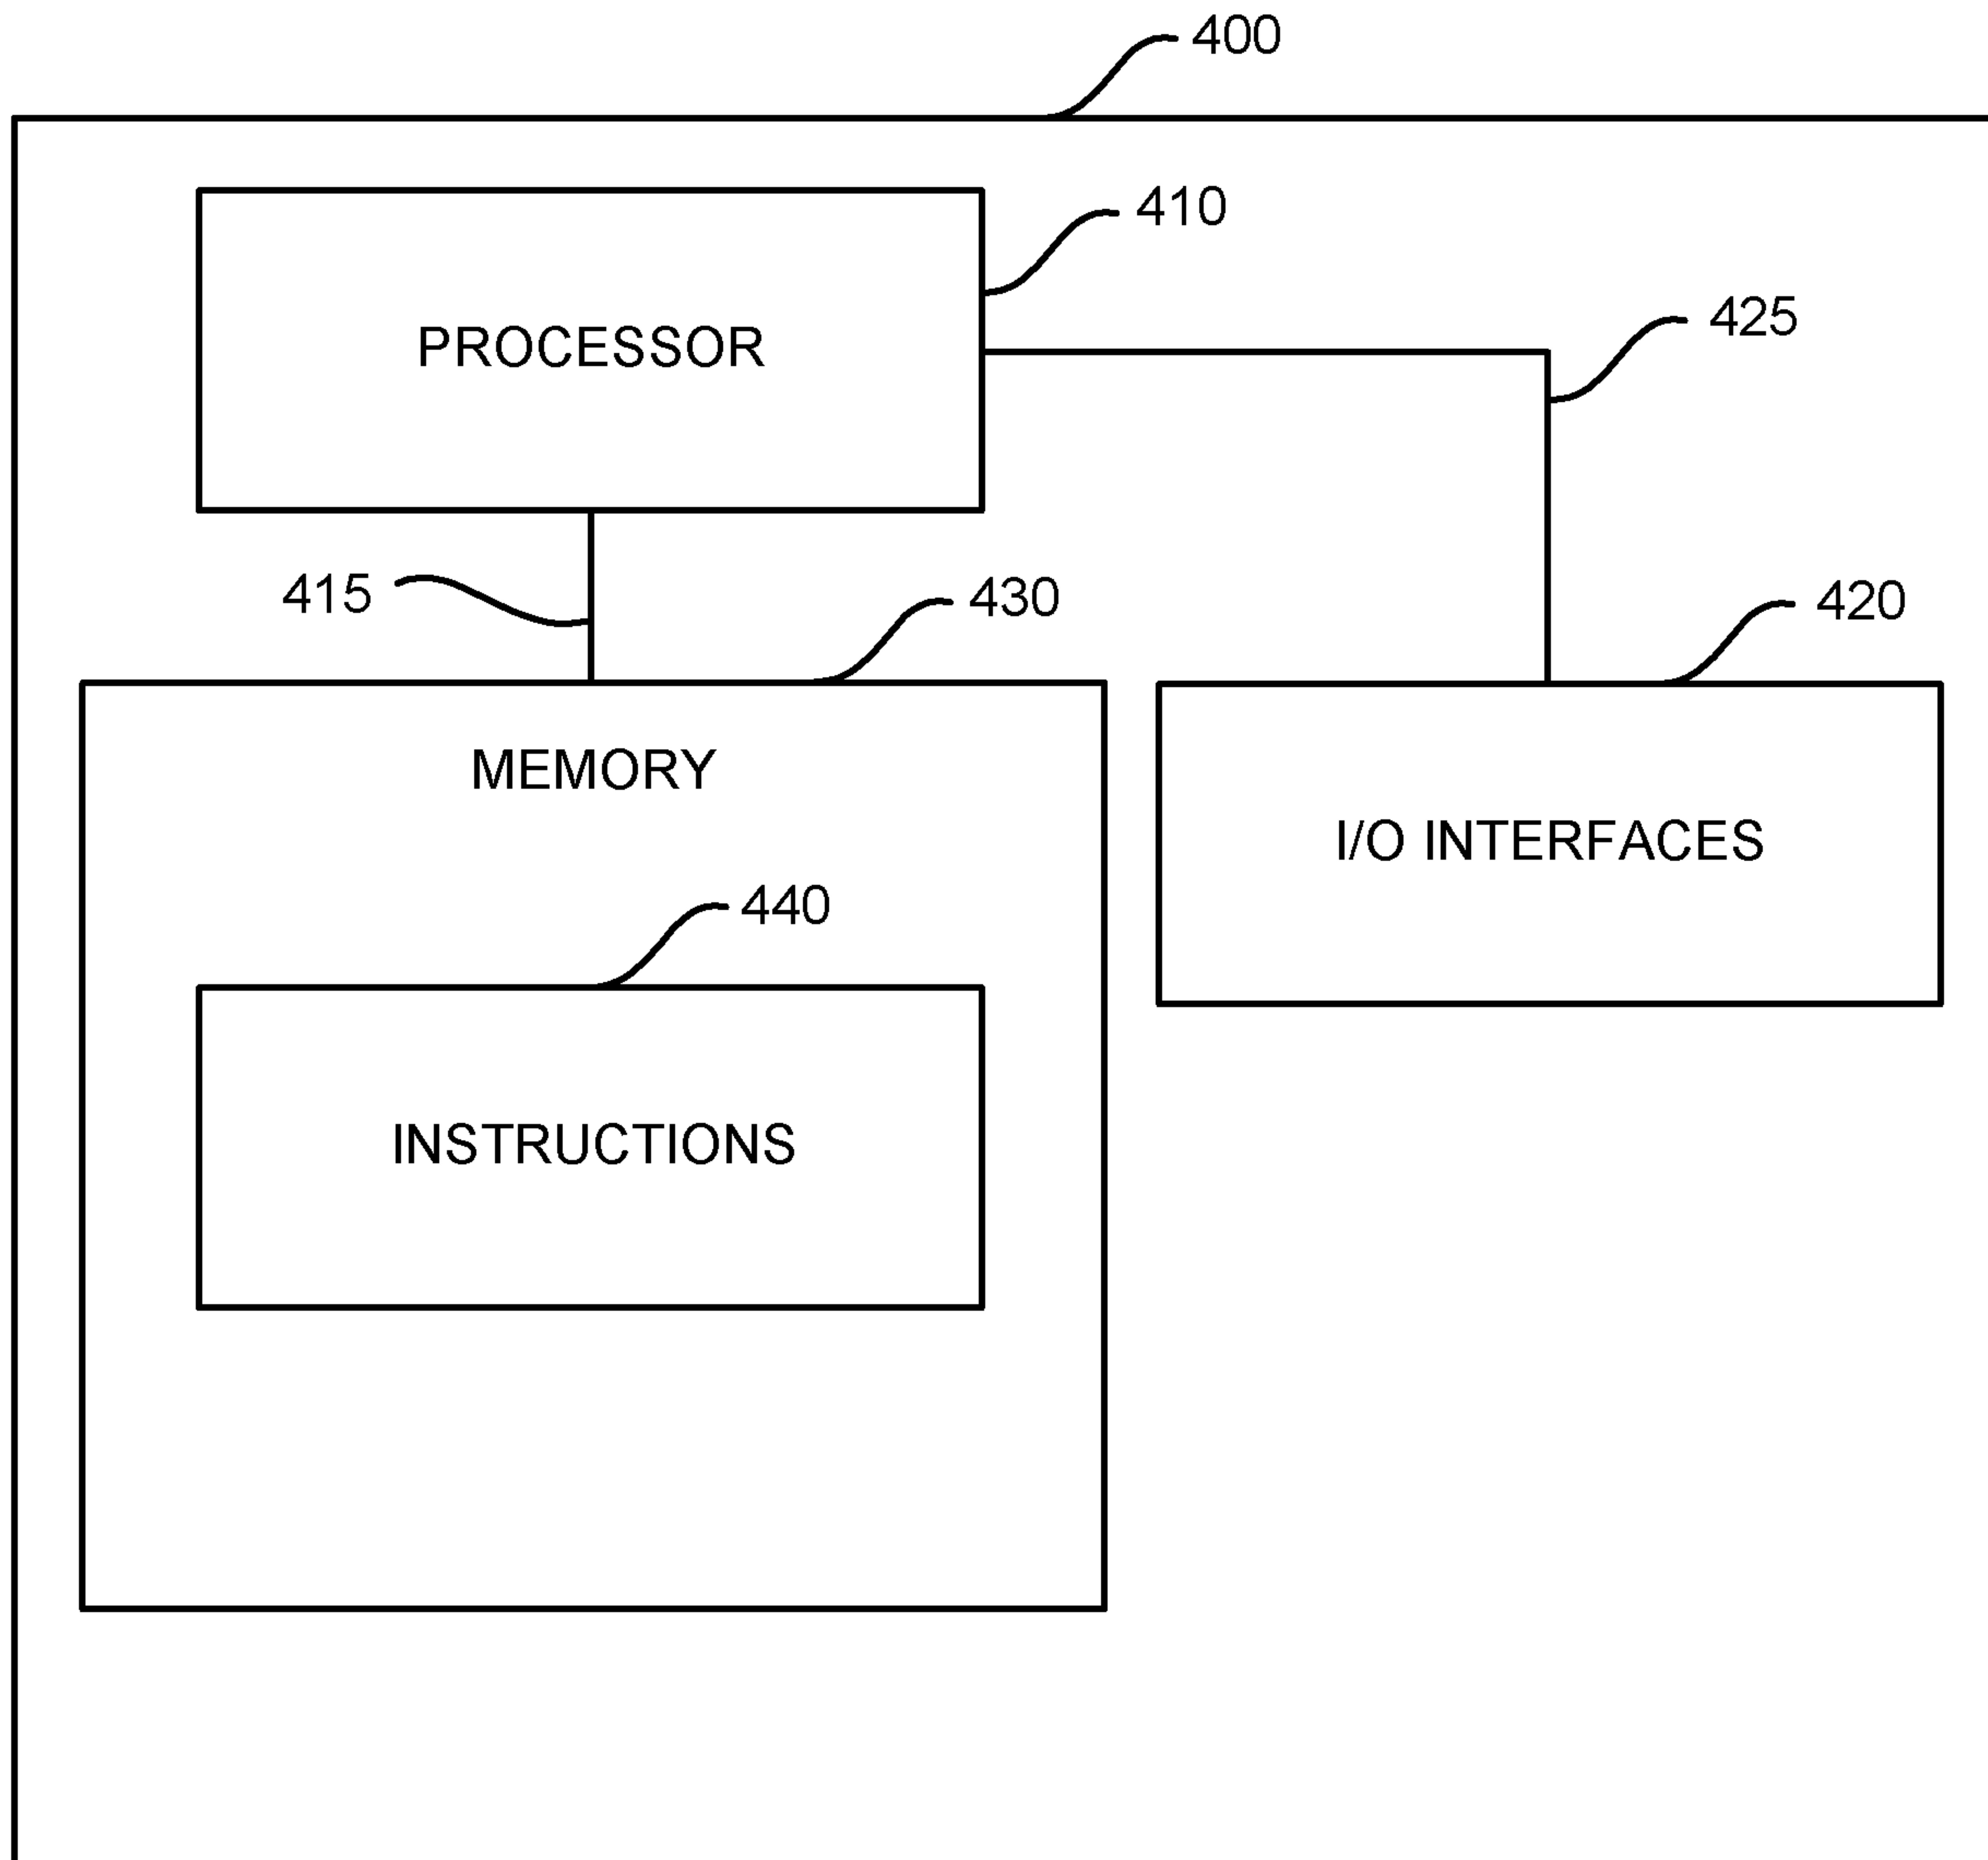 400
410
PROCESSOR
425
415
430
420
MEMORY
I/O INTERFACES
440
INSTRUCTIONS